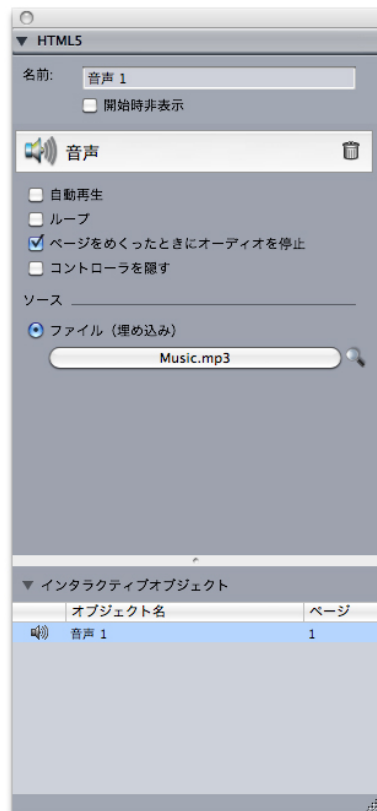 HTML5
名前: 音声 1
開始時非表示
音声
自動再生
ループ
ページをめくったときにオーディオを停止
コントローラを隠す
ソース
ファイル（埋め込み）
Music.mp3
インタラクティブオブジェクト
オブジェクト名 ページ
音声 1 1